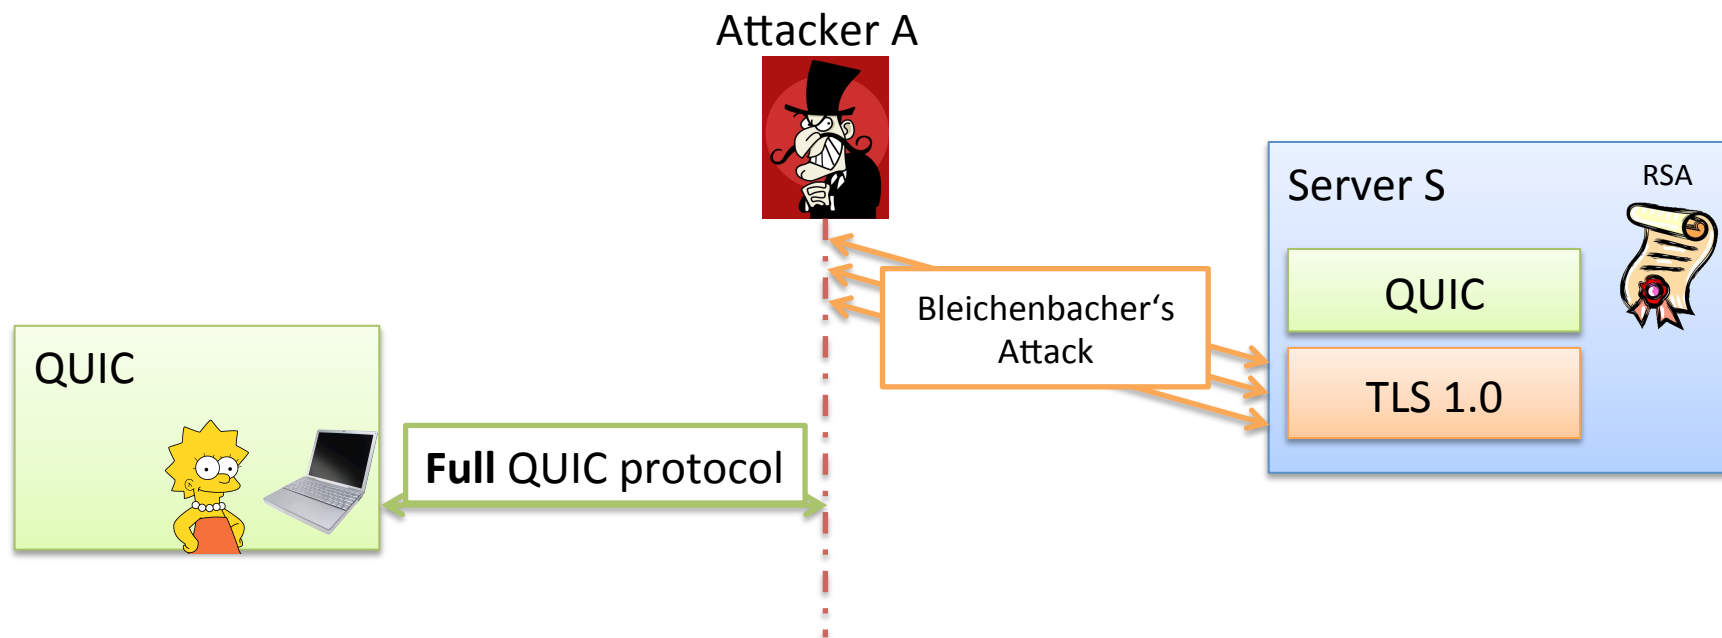 Attacker A
Server S
RSA
QUIC
TLS 1.0
Bleichenbacher‘s
Attack
QUIC
Full QUIC protocol